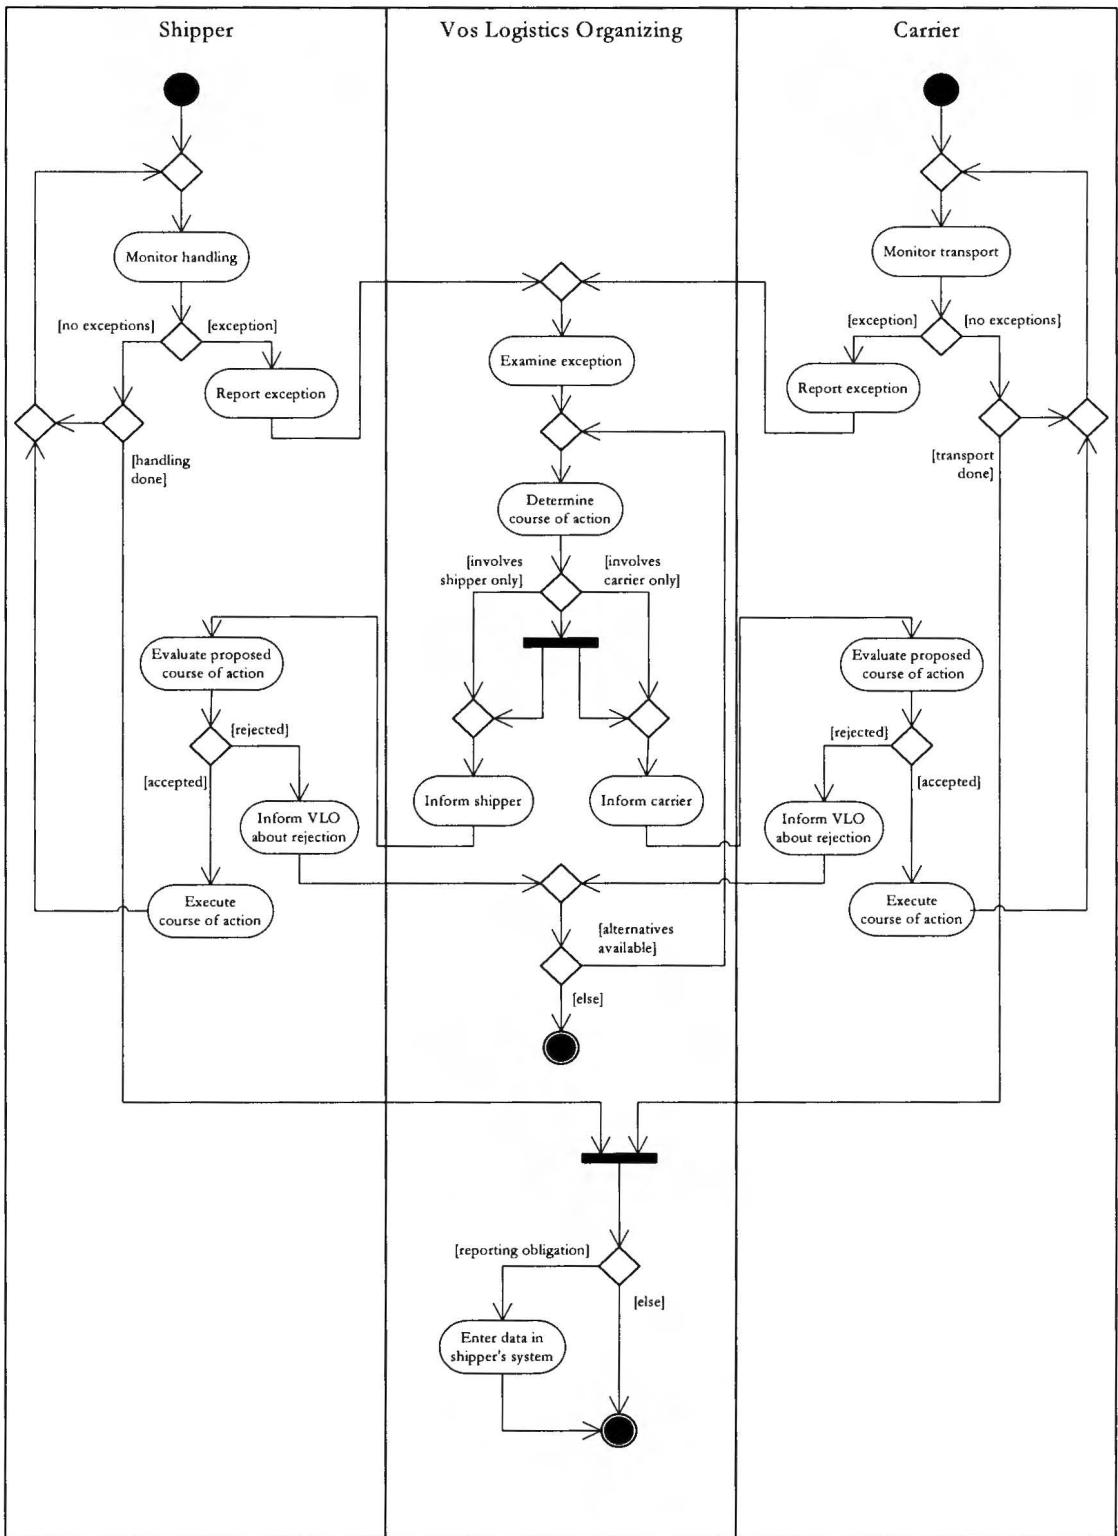 Shipper
Vos Logistics Organizing
Carrier
Monitor handling
Monitor transport
[no exceptions]
[exception]
[exception]
[no exceptions]
Examine exception
Report exception
Report exception
[handling
done]
[transport
done]
Determine
course of action
[involves
shipper only]
[involves
carrier only]
Evaluate proposed
course of action
Evaluate proposed
course of action
[rejected]
[rejected]
[accepted]
[accepted]
Inform shipper
Inform carrier
Inform VLO
about rejection
Inform VLO
about rejection
Execute
course of action
Execute
course of action
[alternatives
available]
[else]
[reporting obligation]
[else]
Enter data in
shipper's system